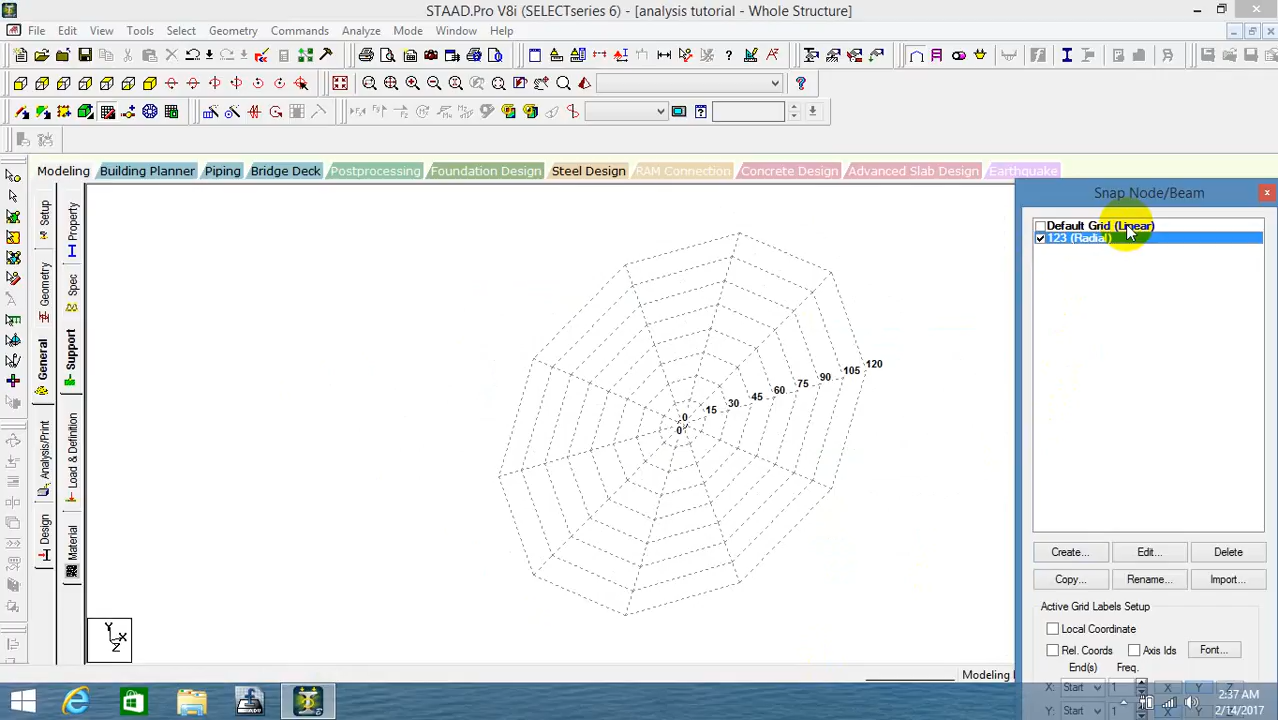 STAAD.Pro V8i (SELECTseries 6) - [analysis tutorial - Whole Structure]
File Edit View Tools Select Geometry Commands Analyze Mode Window Help
Modeling Building Planner Piping Bridge Deck Postprocessing Foundation Design Steel Design RAM Connection Concrete Design Advanced Slab Design Earthquake
Setup
Geometry
General
Analysis/Print
Design
Property
Spec
Support
Load & Definition
Material
0 15 30 45 60 75 90 105 120
0
Y
X
Z
Snap Node/Beam
Default Grid (Linear)
123 (Radial)
Create... Edit... Delete
Copy... Rename... Import...
Active Grid Labels Setup
Local Coordinate
Rel. Coords Axis Ids Font...
End(s) Freq.
X: Start 1 X Y Z
Y: Start 1 X Y
Modeling
2:37 AM
2/14/2017